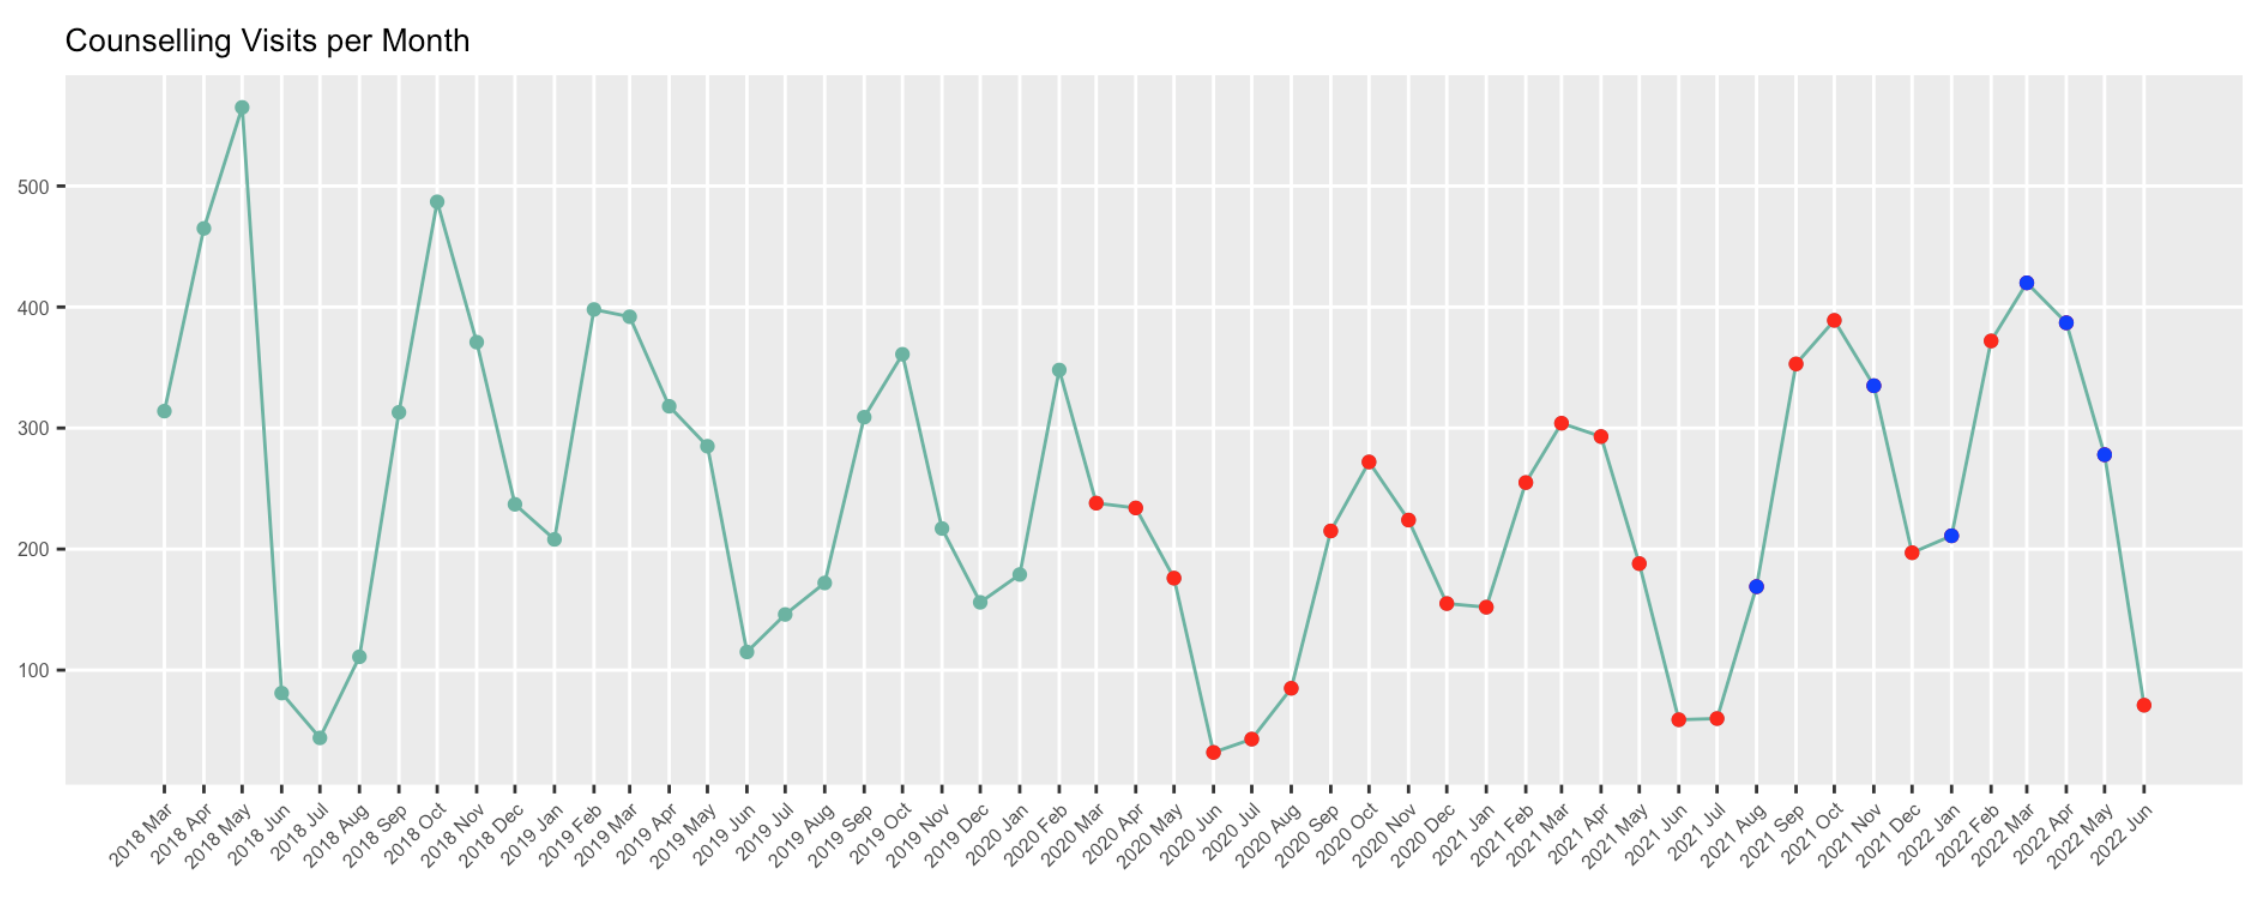 Counselling Visits per Month
500
400
300
200
100
2018 Mar
2018 Apr
2018 May
2018 Jun
2018 Jul
2018 Aug
2018 Sep
2018 Oct
2018 Nov
2018 Dec
2019 Jan
2019 Feb
2019 Mar
2019 Apr
2019 May
2019 Jun
2019 Jul
2019 Aug
2019 Sep
2019 Oct
2019 Nov
2019 Dec
2020 Jan
2020 Feb
2020 Mar
2020 Apr
2020 May
2020 Jun
2020 Jul
2020 Aug
2020 Sep
2020 Oct
2020 Nov
2020 Dec
2021 Jan
2021 Feb
2021 Mar
2021 Apr
2021 May
2021 Jun
2021 Jul
2021 Aug
2021 Sep
2021 Oct
2021 Nov
2021 Dec
2022 Jan
2022 Feb
2022 Mar
2022 Apr
2022 May
2022 Jun